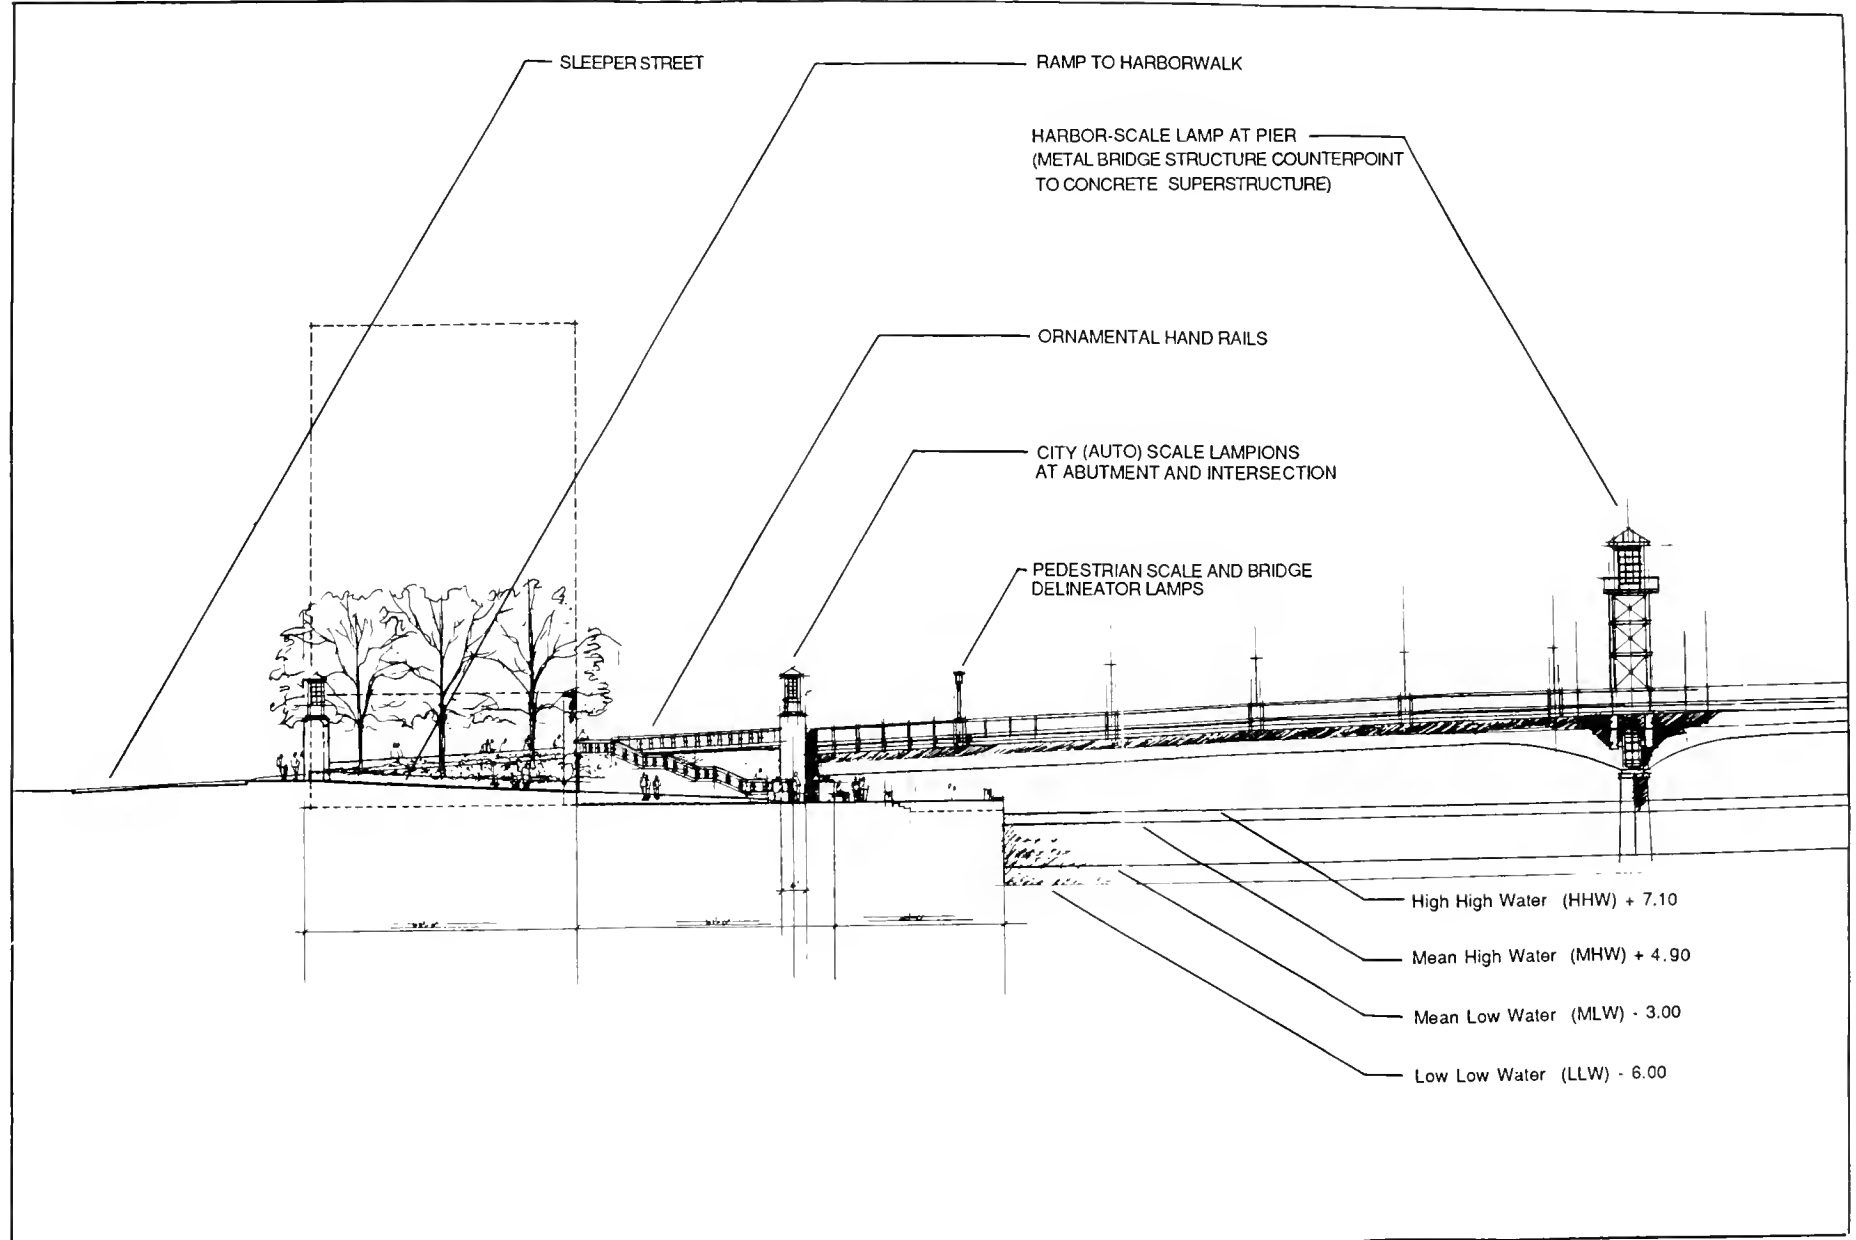 SLEEPER STREET
RAMP TO HARBORWALK
HARBOR-SCALE LAMP AT PIER
(METAL BRIDGE STRUCTURE COUNTERPOINT
TO CONCRETE SUPERSTRUCTURE)
ORNAMENTAL HAND RAILS
CITY (AUTO) SCALE LAMPIONS
AT ABUTMENT AND INTERSECTION
PEDESTRIAN SCALE AND BRIDGE
DELINEATOR LAMPS
High High Water (HHW) + 7.10
Mean High Water (MHW) + 4.90
Mean Low Water (MLW) - 3.00
Low Low Water (LLW) - 6.00